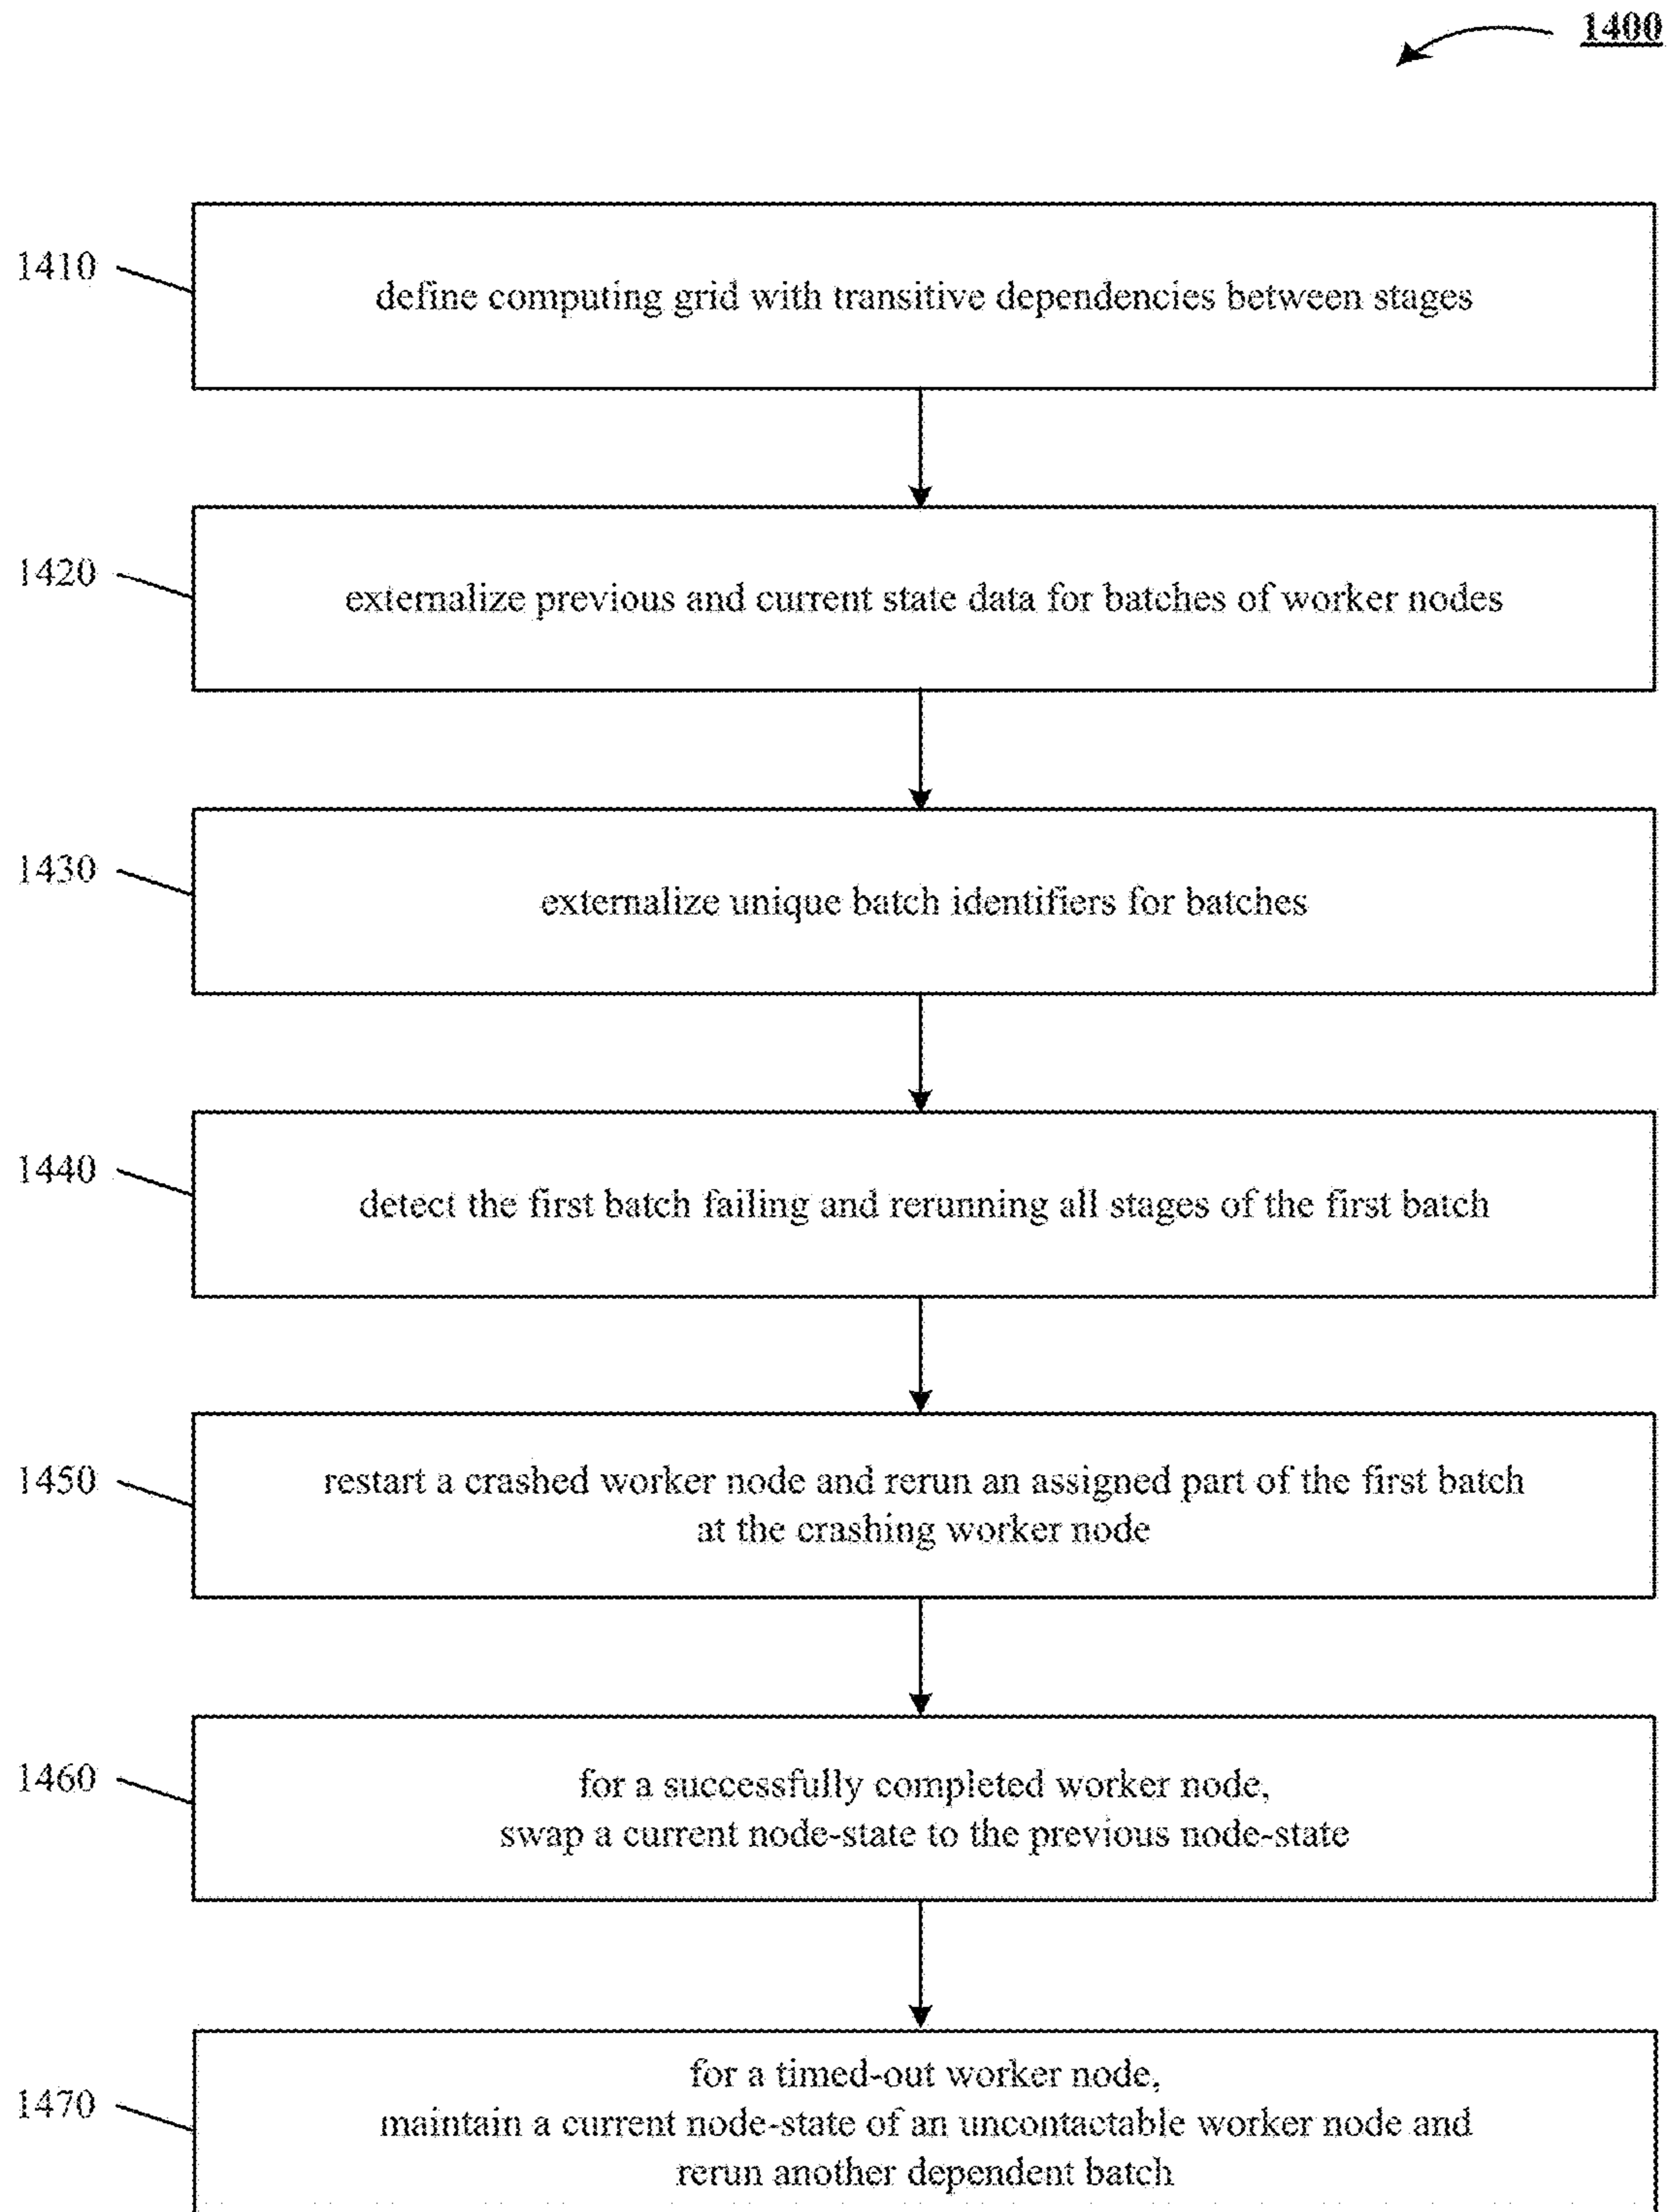 1400
1410
define computing grid with transitive dependencies between stages
1420
externalize previous and current state data for batches of worker nodes
1430
externalize unique batch identifiers for batches
1440
detect the first batch failing and rerunning all stages of the first batch
1450
restart a crashed worker node and rerun an assigned part of the first batch
at the crashing worker node
1460
for a successfully completed worker node,
swap a current node-state to the previous node-state
1470
for a timed-out worker node,
maintain a current node-state of an uncontactable worker node and
rerun another dependent batch